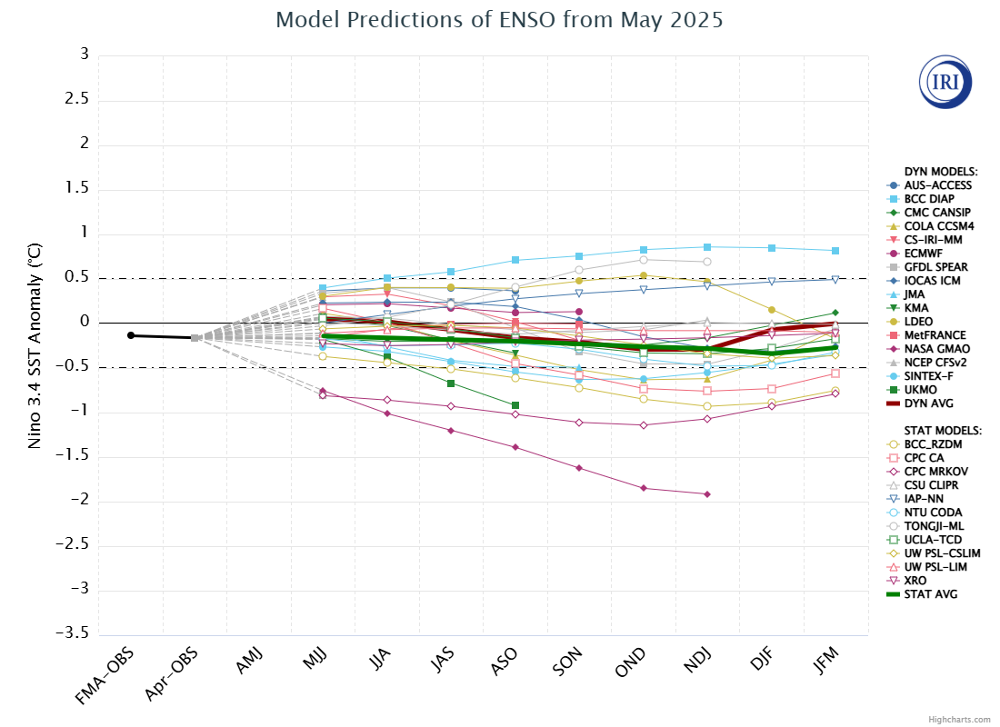 Model Predictions of ENSO from May 2025
IRI
Nino 3.4 SST Anomaly (°C)
3
2.5
2
1.5
1
0.5
0
−0.5
−1
−1.5
−2
−2.5
−3
−3.5
FMA-OBS
Apr-OBS
AMJ
MJJ
JJA
JAS
ASO
SON
OND
NDJ
DJF
JFM
DYN MODELS:
AUS-ACCESS
BCC DIAP
CMC CANSIP
COLA CCSM4
CS-IRI-MM
ECMWF
GFDL SPEAR
IOCAS ICM
JMA
KMA
LDEO
MetFRANCE
NASA GMAO
NCEP CFSv2
SINTEX-F
UKMO
DYN AVG
STAT MODELS:
BCC_RZDM
CPC CA
CPC MRKOV
CSU CLIPR
IAP-NN
NTU CODA
TONGJI-ML
UCLA-TCD
UW PSL-CSLIM
UW PSL-LIM
XRO
STAT AVG
Highcharts.com